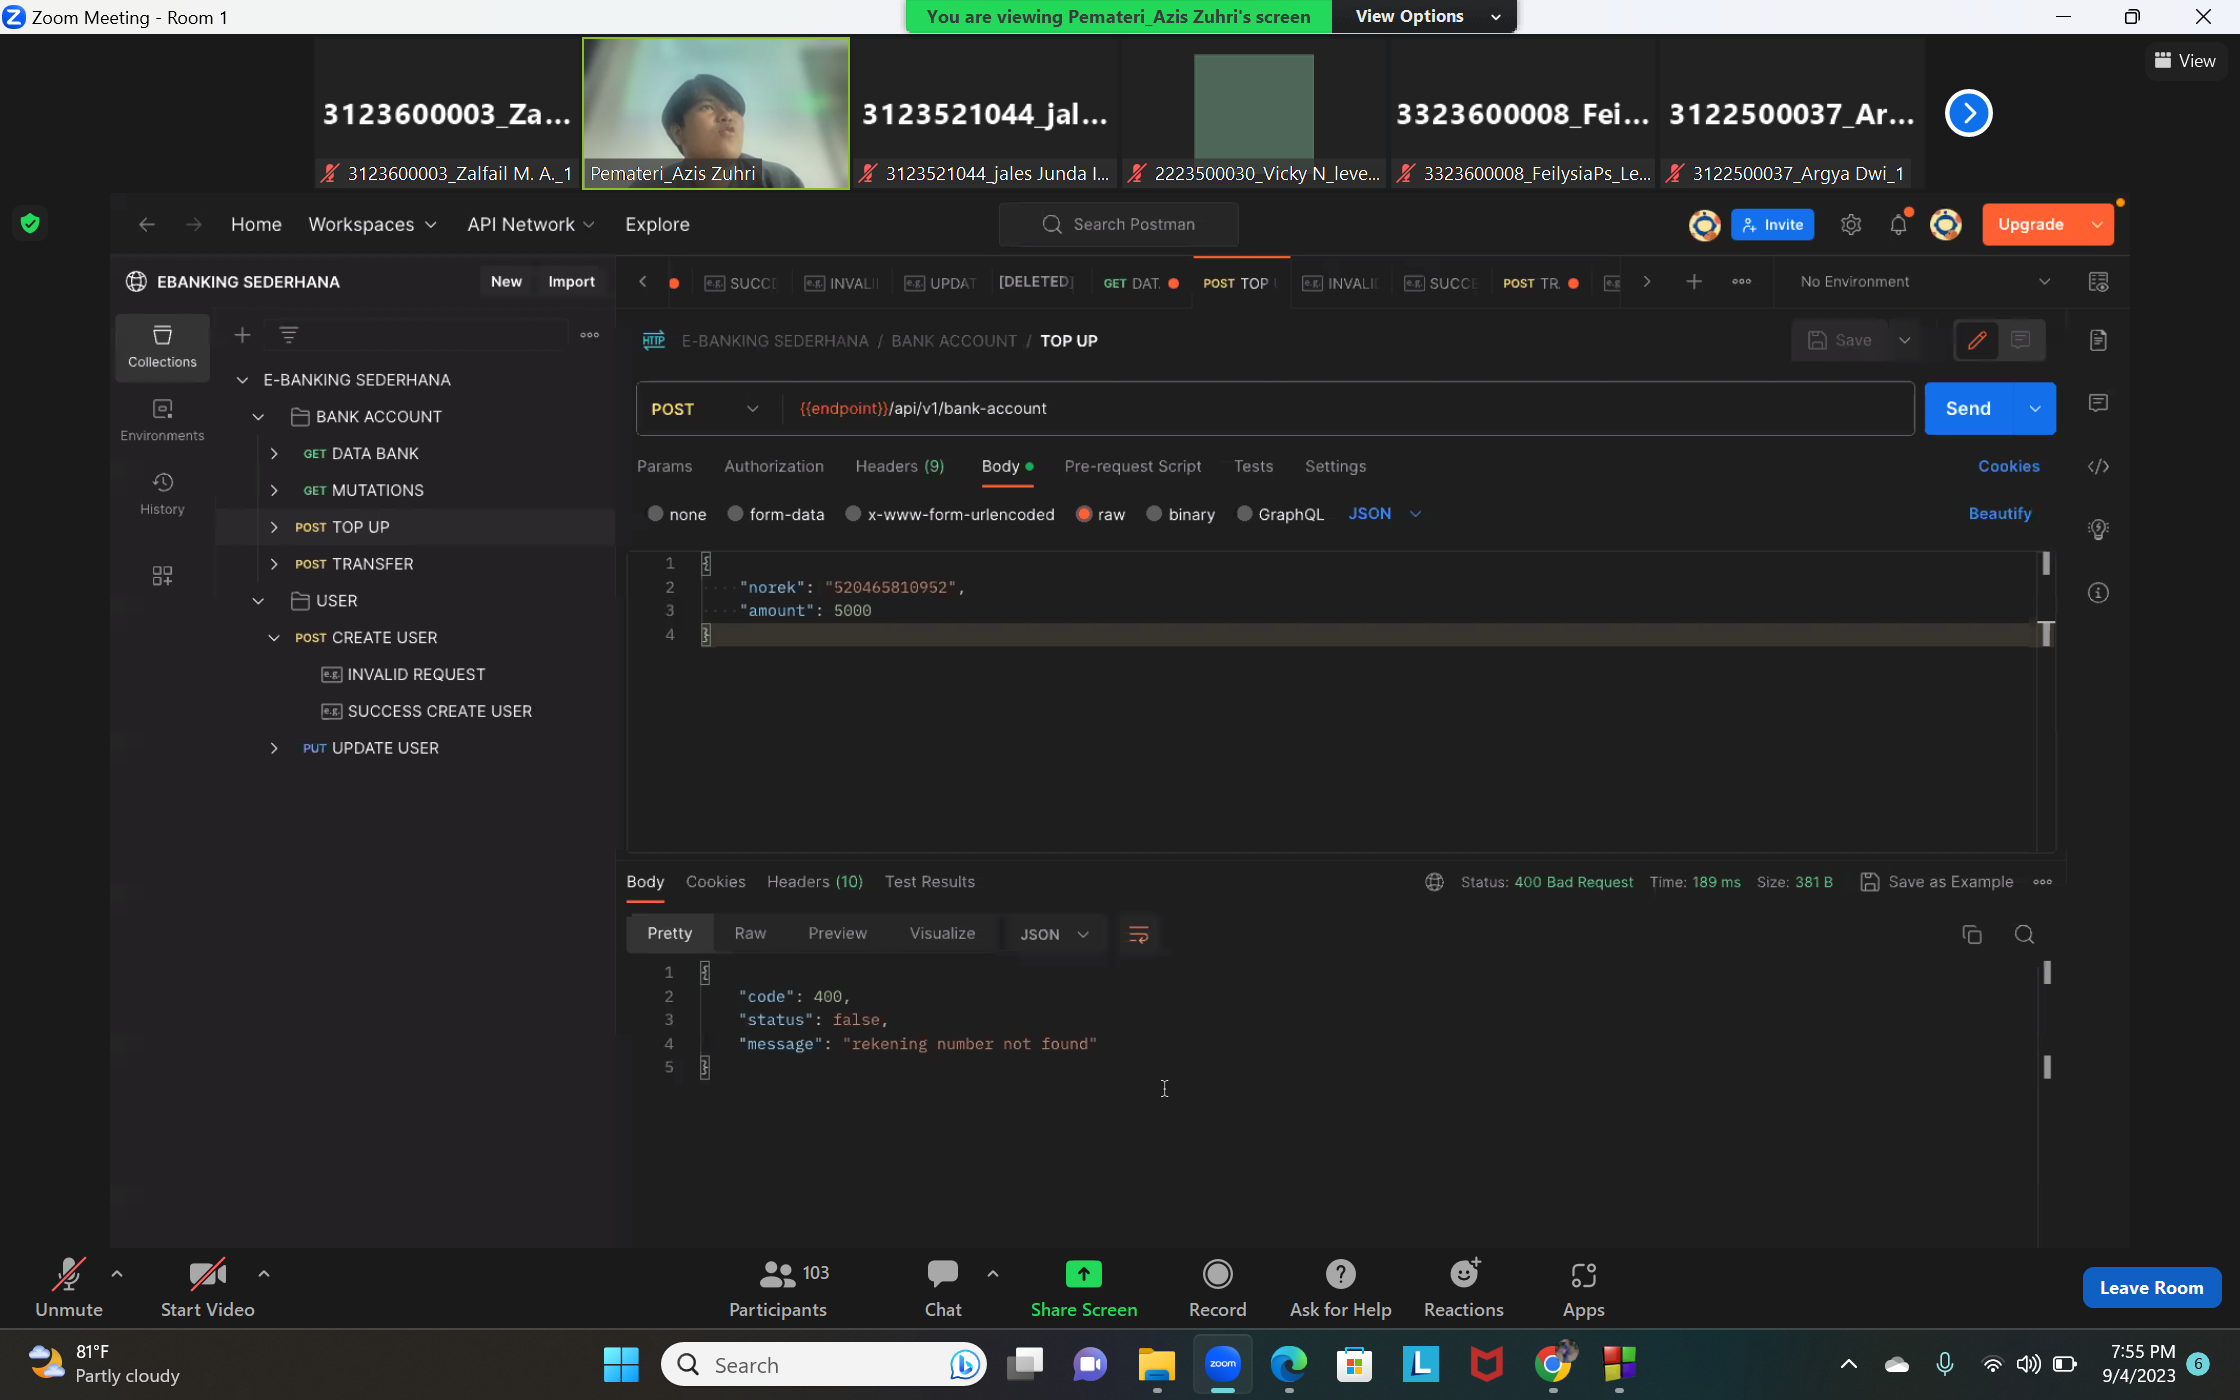 Zoom Meeting - Room 1
You are viewing Pemateri_Azis Zuhri's screen
View Options
View
3123600003_Za...
3123521044_jal...
3323600008_Fei...
3122500037_Ar...
3123600003_Zalfail M. A._1
Pemateri_Azis Zuhri
3123521044_jales Junda I...
2223500030_Vicky N_leve...
3323600008_FeilysiaPs_Le...
3122500037_Argya Dwi_1
Home
Workspaces
API Network
Explore
Search Postman
Invite
Upgrade
EBANKING SEDERHANA
New
Import
SUCC
INVALI
UPDAT
[DELETED]
GET DAT.
POST TOP
INVALI
SUCCE
POST TR.
No Environment
Collections
Environments
History
E-BANKING SEDERHANA
BANK ACCOUNT
GET DATA BANK
GET MUTATIONS
POST TOP UP
POST TRANSFER
USER
POST CREATE USER
e.g. INVALID REQUEST
e.g. SUCCESS CREATE USER
PUT UPDATE USER
HTTP
E-BANKING SEDERHANA / BANK ACCOUNT / TOP UP
Save
POST
{{endpoint}}/api/v1/bank-account
Send
Params
Authorization
Headers (9)
Body
Pre-request Script
Tests
Settings
Cookies
none
form-data
x-www-form-urlencoded
raw
binary
GraphQL
JSON
Beautify
1 {
2 "norek": "520465810952",
3 "amount": 5000
4 }
Body
Cookies
Headers (10)
Test Results
Status: 400 Bad Request
Time: 189 ms
Size: 381 B
Save as Example
Pretty
Raw
Preview
Visualize
JSON
1 {
2 "code": 400,
3 "status": false,
4 "message": "rekening number not found"
5 }
Unmute
Start Video
103
Participants
Chat
Share Screen
Record
Ask for Help
Reactions
Apps
Leave Room
81°F
Partly cloudy
Search
zoom
7:55 PM
9/4/2023
6